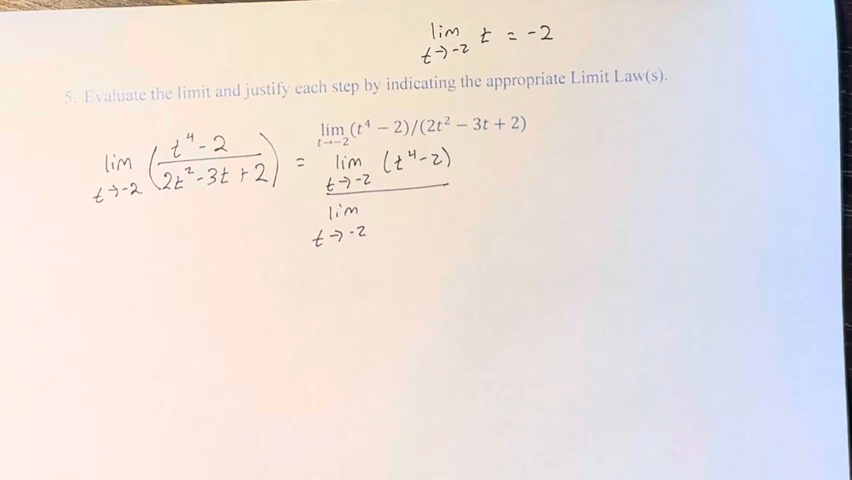 lim t = -2
t→-2
5. Evaluate the limit and justify each step by indicating the appropriate Limit Law(s).
lim (t⁴ − 2)/(2t² − 3t + 2)
t→−2
lim (t⁴-2 / 2t²-3t+2) = lim (t⁴-2)
t→-2 t→-2
lim
t→-2